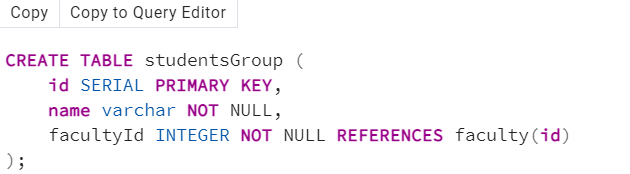 Copy Copy to Query Editor
CREATE TABLE studentsGroup (
    id SERIAL PRIMARY KEY,
    name varchar NOT NULL,
    facultyId INTEGER NOT NULL REFERENCES faculty(id)
);